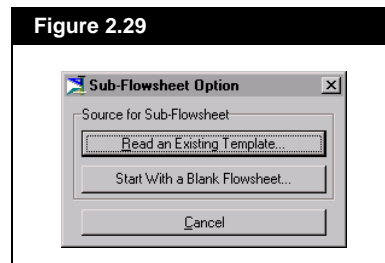 Figure 2.29
Sub-Flowsheet Option
Source for Sub-Flowsheet
Read an Existing Template...
Start With a Blank Flowsheet...
Cancel